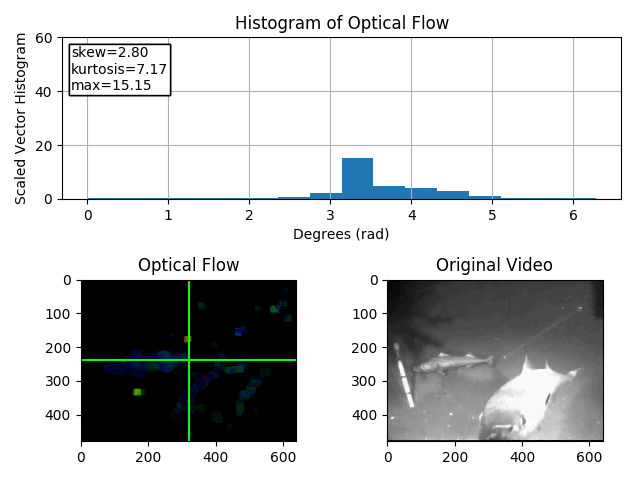 Histogram of Optical Flow
skew=2.80
kurtosis=7.17
max=15.15
Scaled Vector Histogram
60
40
20
0
0 1 2 3 4 5 6
Degrees (rad)
Optical Flow
0
100
200
300
400
0 200 400 600
Original Video
0
100
200
300
400
0 200 400 600